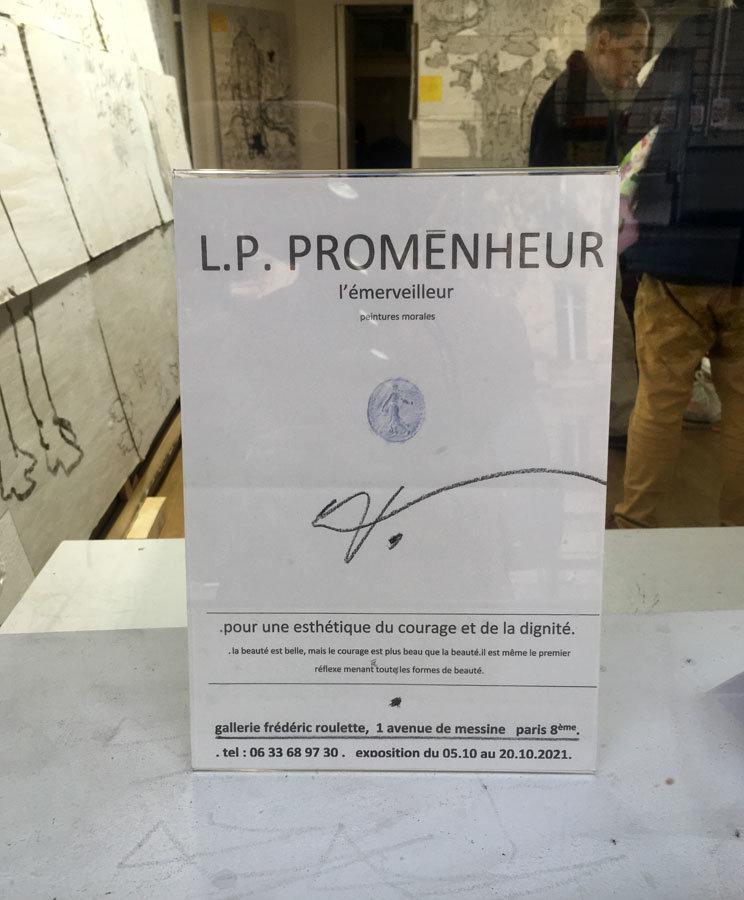 L.P. PROMĒNHEUR
l'émerveilleur
peintures morales
.pour une esthétique du courage et de la dignité.
.la beauté est belle, mais le courage est plus beau que la beauté.il est même le premier
réflexe menant à toutes les formes de beauté.
gallerie frédéric roulette, 1 avenue de messine paris 8ème.
. tel : 06 33 68 97 30 . exposition du 05.10 au 20.10.2021.